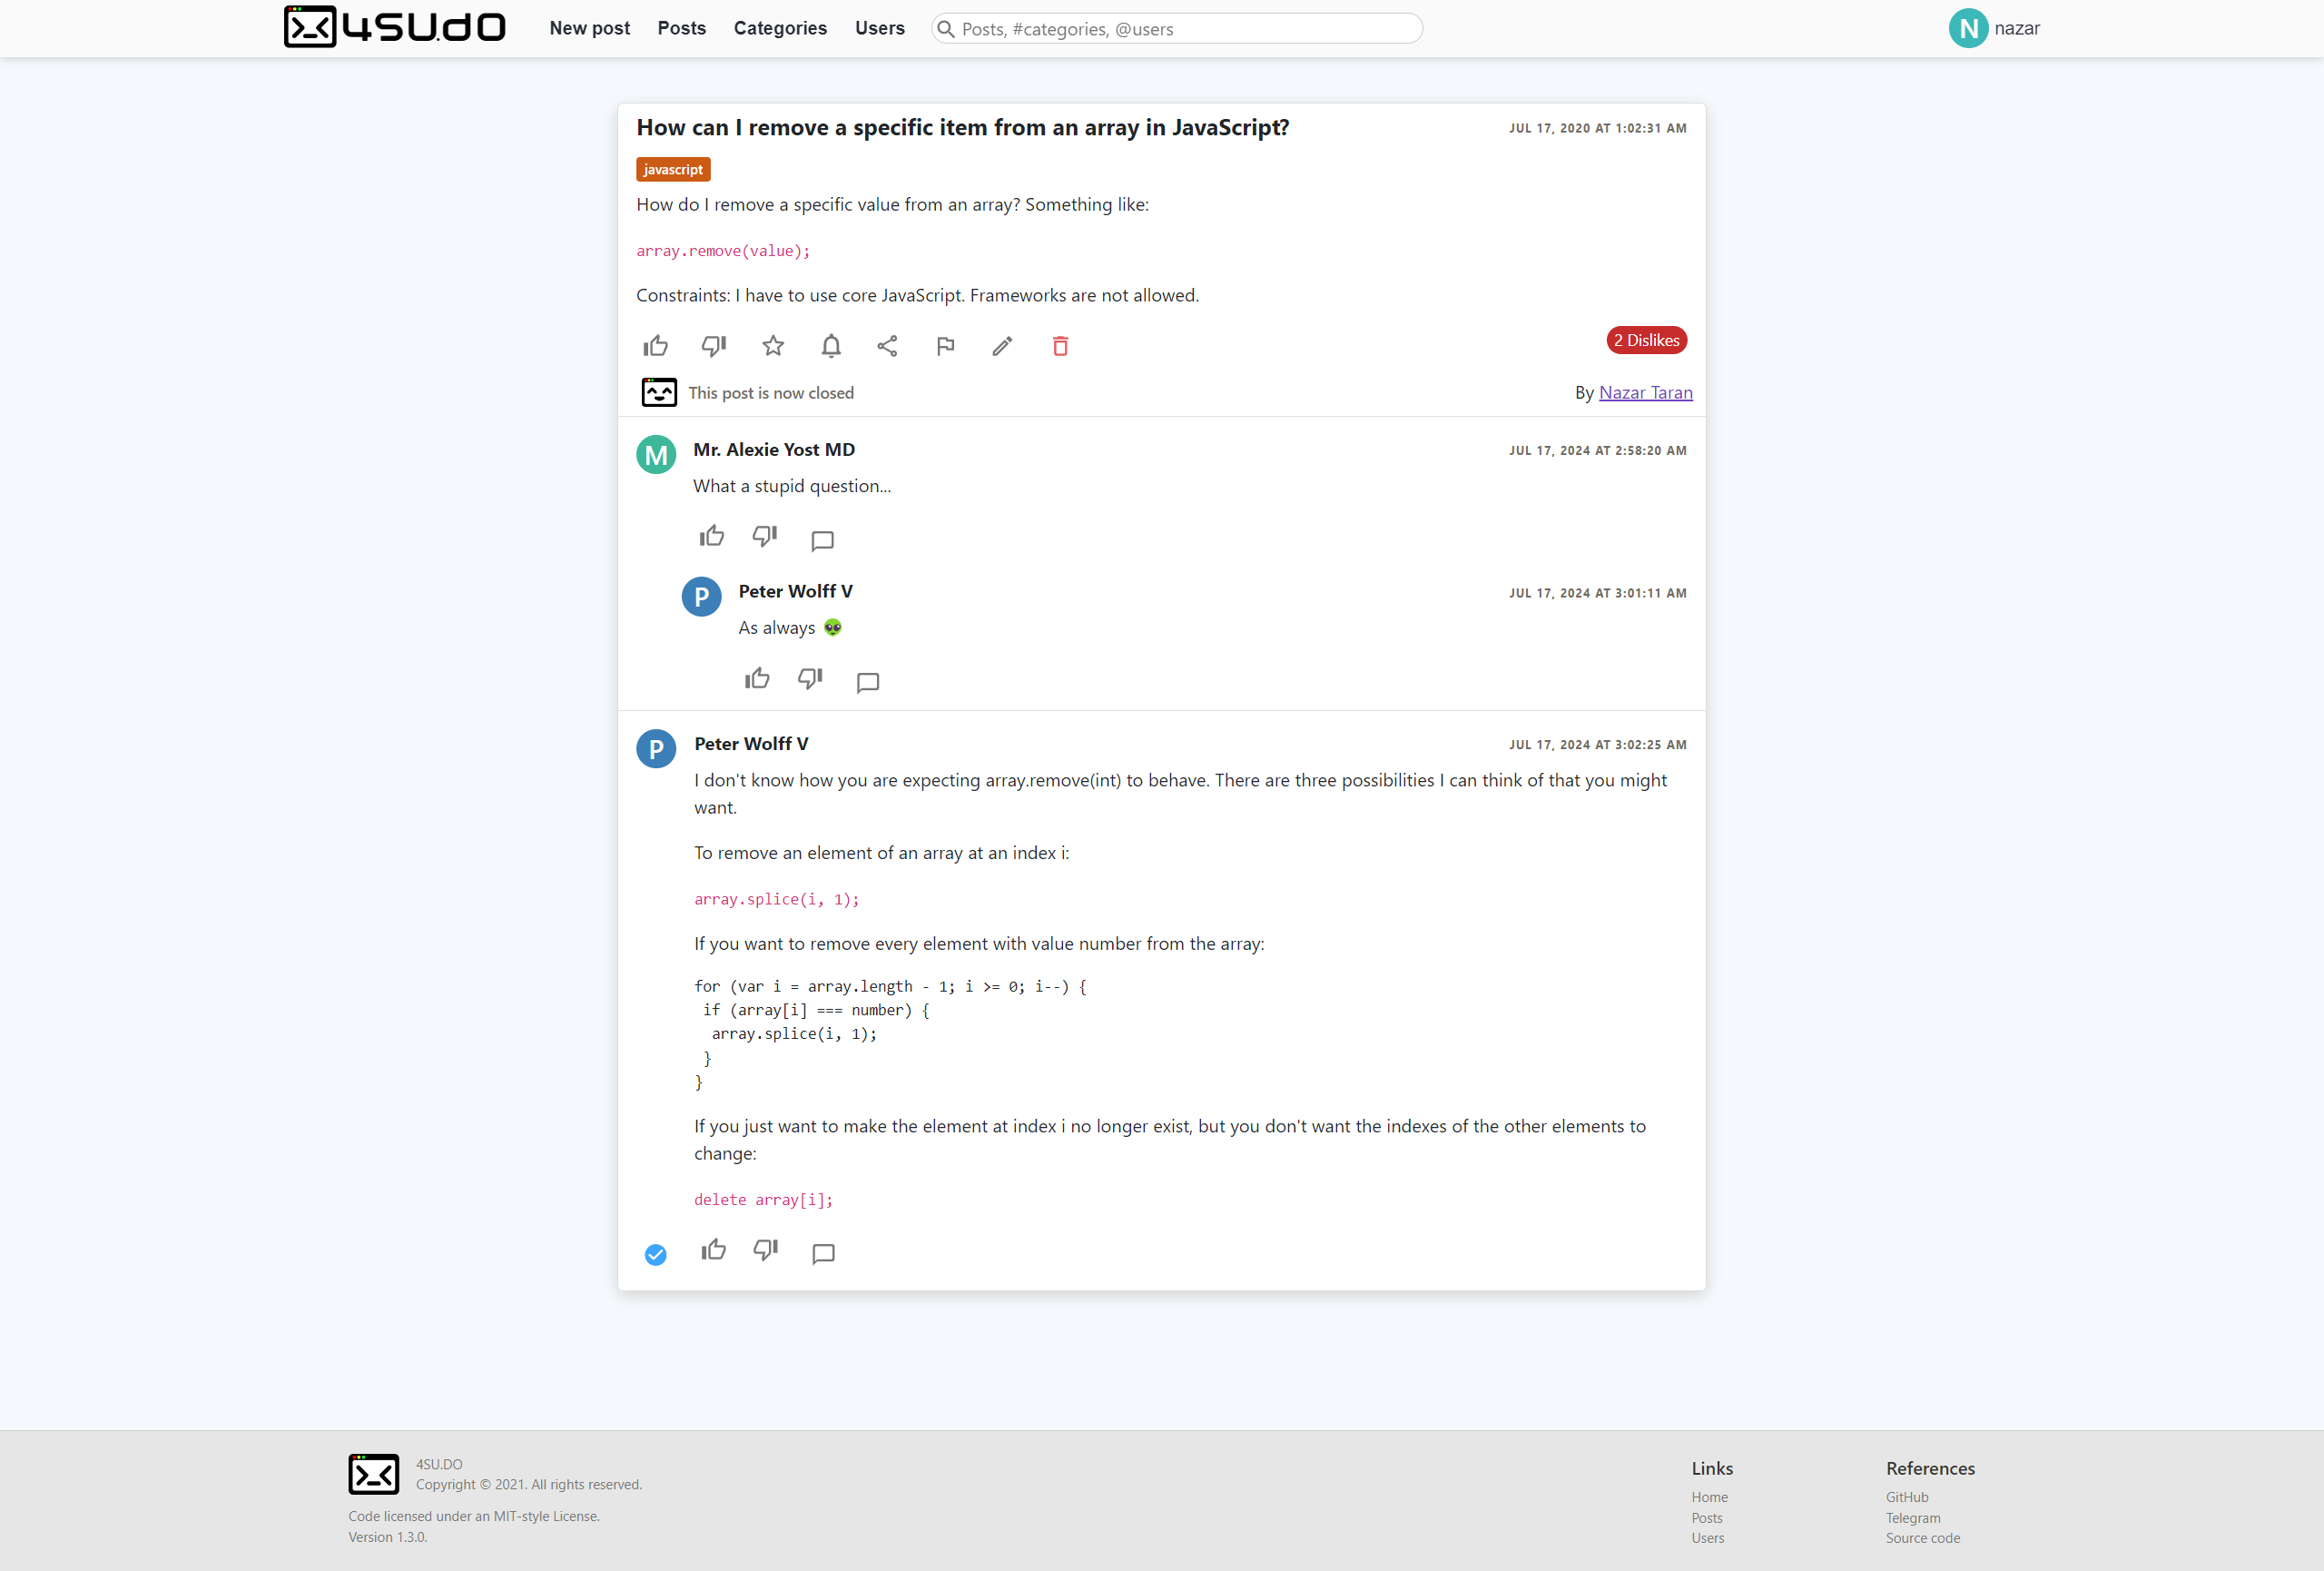 4SU.dO
New post Posts Categories Users Posts, #categories, @users
N nazar
How can I remove a specific item from an array in JavaScript? JUL 17, 2020 AT 1:02:31 AM
javascript
How do I remove a specific value from an array? Something like:
array.remove(value);
Constraints: I have to use core JavaScript. Frameworks are not allowed.
2 Dislikes
This post is now closed By Nazar Taran
M Mr. Alexie Yost MD JUL 17, 2024 AT 2:58:20 AM
What a stupid question...
P Peter Wolff V JUL 17, 2024 AT 3:01:11 AM
As always 👽
P Peter Wolff V JUL 17, 2024 AT 3:02:25 AM
I don't know how you are expecting array.remove(int) to behave. There are three possibilities I can think of that you might
want.
To remove an element of an array at an index i:
array.splice(i, 1);
If you want to remove every element with value number from the array:
for (var i = array.length - 1; i >= 0; i--) {
 if (array[i] === number) {
  array.splice(i, 1);
 }
}
If you just want to make the element at index i no longer exist, but you don't want the indexes of the other elements to
change:
delete array[i];
4SU.DO
Copyright © 2021. All rights reserved.
Code licensed under an MIT-style License.
Version 1.3.0.
Links
Home
Posts
Users
References
GitHub
Telegram
Source code